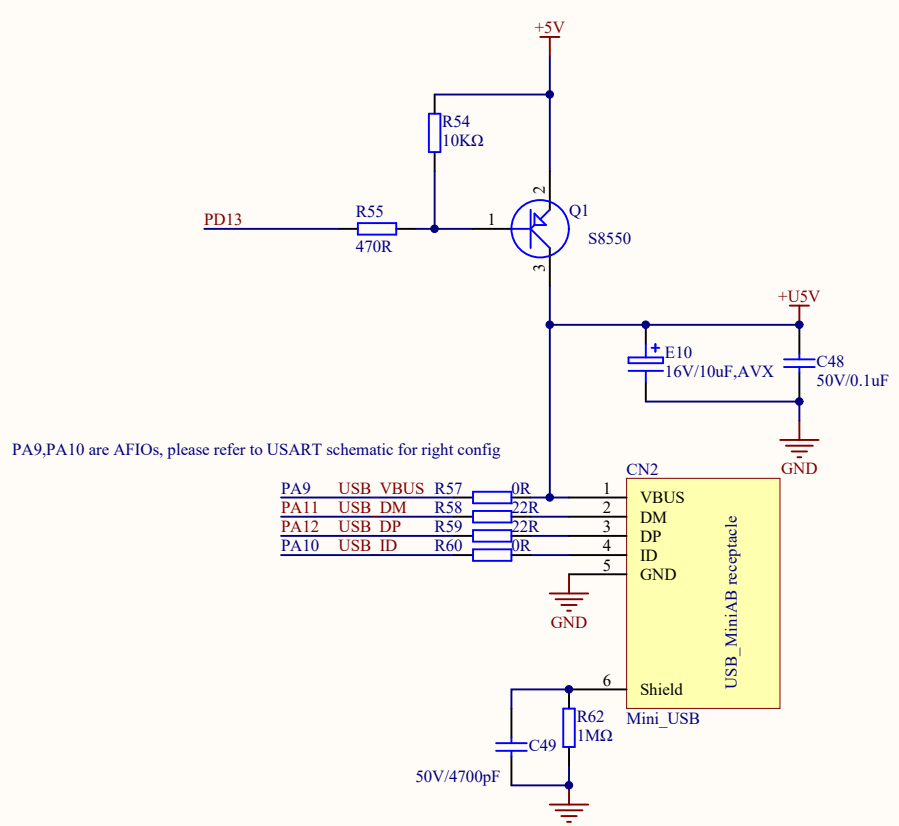 +5V
R54
10KΩ
PD13
R55
470R
1
2
3
Q1
S8550
+U5V
E10
16V/10uF,AVX
C48
50V/0.1uF
GND
PA9,PA10 are AFIOs, please refer to USART schematic for right config
CN2
PA9 USB_VBUS R57 0R 1 VBUS
PA11 USB_DM R58 22R 2 DM
PA12 USB_DP R59 22R 3 DP
PA10 USB_ID R60 0R 4 ID
5 GND
GND
USB_MiniAB receptacle
6 Shield
Mini_USB
R62
1MΩ
C49
50V/4700pF